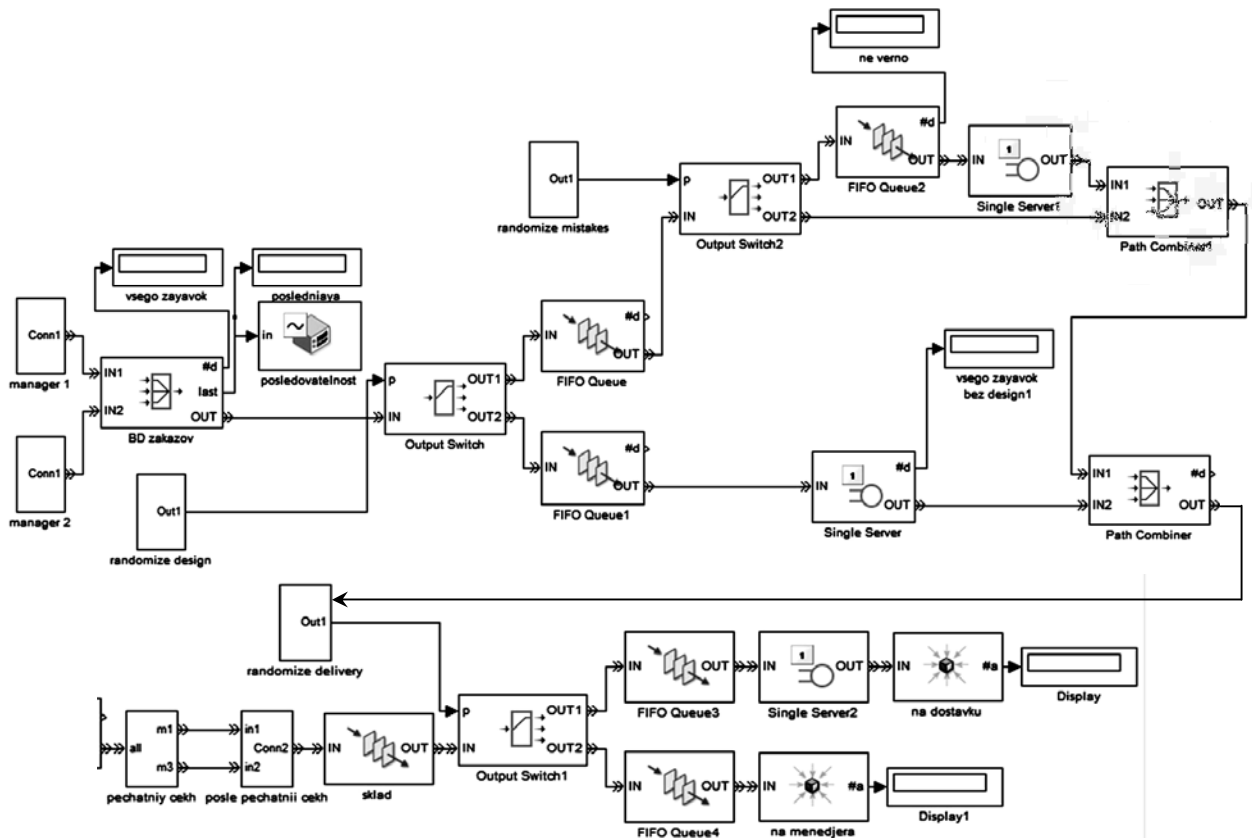 ne verno
#d
IN
OUT
FIFO Queue2
IN
1
OUT
Single Server1
Out1
randomize mistakes
p
IN
OUT1
OUT2
Output Switch2
IN1
IN2
OUT
Path Combiner1
vsego zayavok
posledniaya
in
posledovatelnost
Conn1
manager 1
IN1
IN2
#d
last
OUT
BD zakazov
Conn1
manager 2
Out1
randomize design
p
IN
OUT1
OUT2
Output Switch
IN
#d
OUT
FIFO Queue
IN
#d
OUT
FIFO Queue1
vsego zayavok
bez design1
IN
1
#d
OUT
Single Server
IN1
IN2
#d
OUT
Path Combiner
Out1
randomize delivery
all
m1
m3
pechatniy cekh
in1
in2
Conn2
posle pechatnii cekh
IN
OUT
sklad
p
IN
OUT1
OUT2
Output Switch1
IN
OUT
FIFO Queue3
IN
1
OUT
Single Server2
IN
#a
na dostavku
Display
IN
OUT
FIFO Queue4
IN
#a
na menedjera
Display1